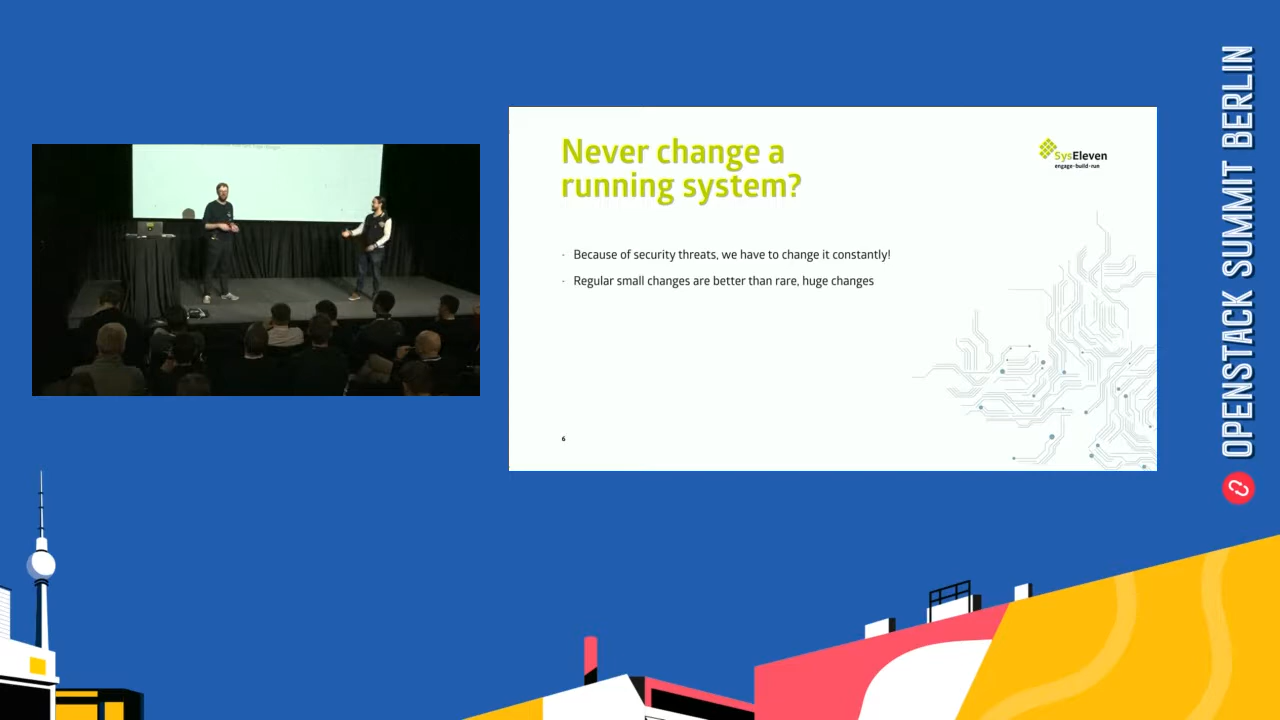 Never change a
running system?
SysEleven
engage·build·run
· Because of security threats, we have to change it constantly!
· Regular small changes are better than rare, huge changes
6
OPENSTACK SUMMIT BERLIN